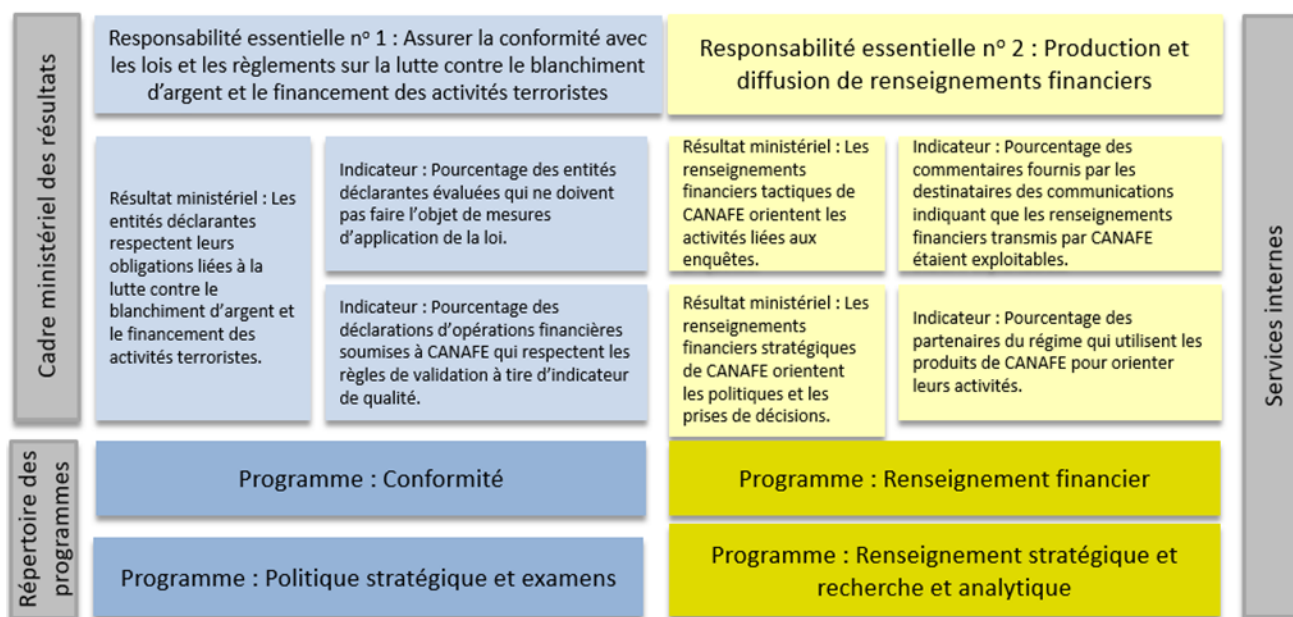 Cadre ministériel des résultats
Responsabilité essentielle nº 1 : Assurer la conformité avec
les lois et les règlements sur la lutte contre le blanchiment
d’argent et le financement des activités terroristes
Résultat ministériel : Les
entités déclarantes
respectent leurs
obligations liées à la
lutte contre le
blanchiment d’argent et
le financement des
activités terroristes.
Indicateur : Pourcentage des entités
déclarantes évaluées qui ne doivent
pas faire l’objet de mesures
d’application de la loi.
Indicateur : Pourcentage des
déclarations d’opérations financières
soumises à CANAFE qui respectent les
règles de validation à tire d’indicateur
de qualité.
Responsabilité essentielle nº 2 : Production et
diffusion de renseignements financiers
Résultat ministériel : Les
renseignements
financiers tactiques de
CANAFE orientent les
activités liées aux
enquêtes.
Indicateur : Pourcentage des
commentaires fournis par les
destinataires des communications
indiquant que les renseignements
financiers transmis par CANAFE
étaient exploitables.
Résultat ministériel : Les
renseignements
financiers stratégiques
de CANAFE orientent
les politiques et les
prises de décisions.
Indicateur : Pourcentage des
partenaires du régime qui utilisent les
produits de CANAFE pour orienter
leurs activités.
Répertoire des
programmes
Programme : Conformité
Programme : Politique stratégique et examens
Programme : Renseignement financier
Programme : Renseignement stratégique et
recherche et analytique
Services internes